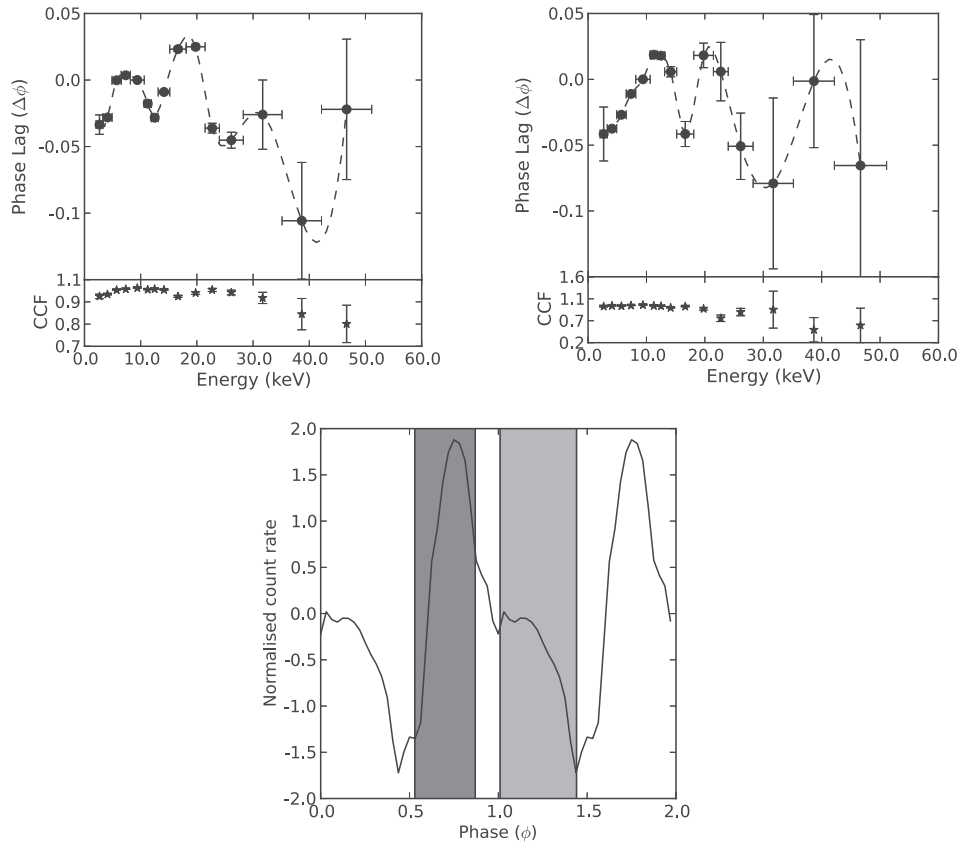 0.05
0.0
-0.05
-0.1
Phase Lag (Δϕ)
1.1
0.9
0.8
0.7
CCF
0.0 10.0 20.0 30.0 40.0 50.0 60.0
Energy (keV)
0.05
0.0
-0.05
-0.1
Phase Lag (Δϕ)
1.6
1.1
0.7
0.2
CCF
0.0 10.0 20.0 30.0 40.0 50.0 60.0
Energy (keV)
2.0
1.5
1.0
0.5
0.0
-0.5
-1.0
-1.5
-2.0
Normalised count rate
0.0 0.5 1.0 1.5 2.0
Phase (ϕ)